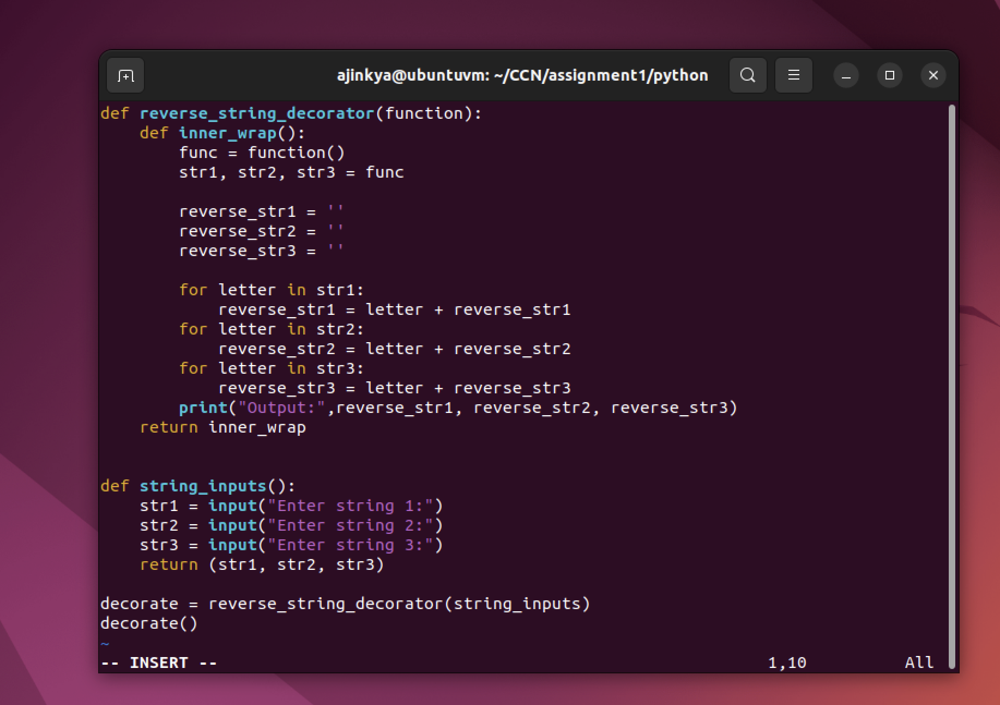 ajinkya@ubuntuvm: ~/CCN/assignment1/python
def reverse_string_decorator(function):
    def inner_wrap():
        func = function()
        str1, str2, str3 = func

        reverse_str1 = ''
        reverse_str2 = ''
        reverse_str3 = ''

        for letter in str1:
            reverse_str1 = letter + reverse_str1
        for letter in str2:
            reverse_str2 = letter + reverse_str2
        for letter in str3:
            reverse_str3 = letter + reverse_str3
        print("Output:",reverse_str1, reverse_str2, reverse_str3)
    return inner_wrap


def string_inputs():
    str1 = input("Enter string 1:")
    str2 = input("Enter string 2:")
    str3 = input("Enter string 3:")
    return (str1, str2, str3)

decorate = reverse_string_decorator(string_inputs)
decorate()
~
-- INSERT -- 1,10 All